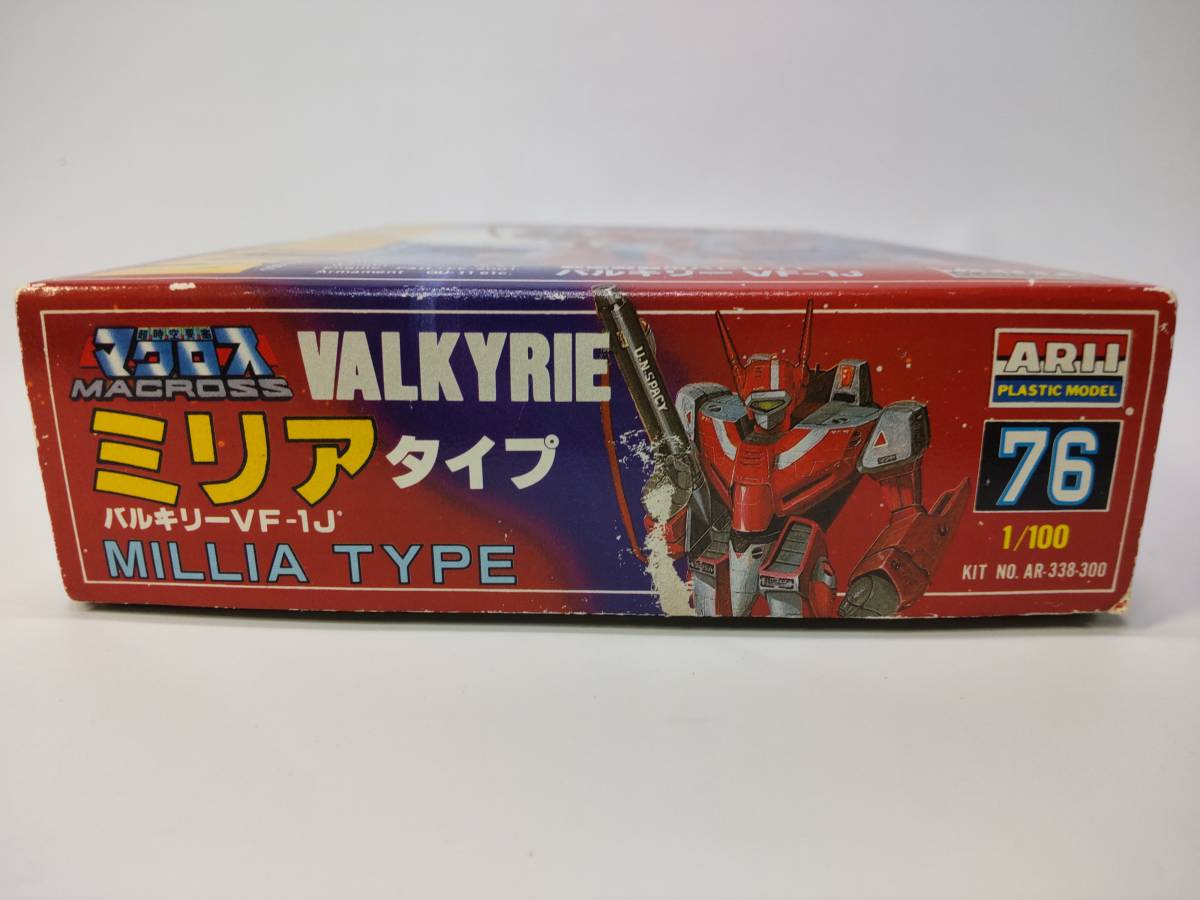 バルキリー VF-1J
超時空要塞
マクロス
MACROSS
VALKYRIE
ミリア タイプ
バルキリーVF-1J
MILLIA TYPE
U.N.SPACY
ARII
PLASTIC MODEL
76
1/100
KIT NO. AR-338-300